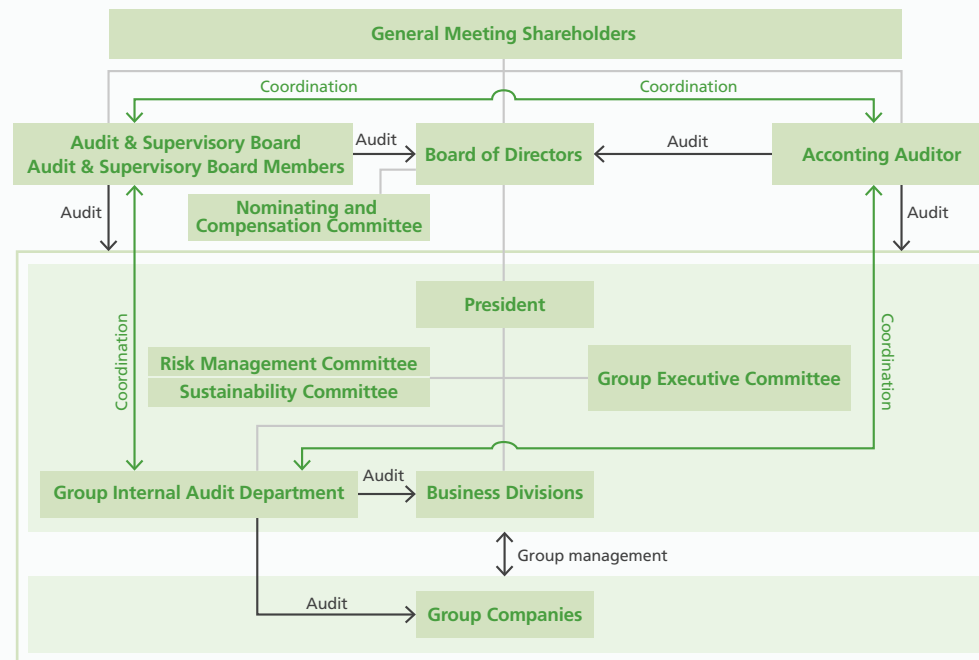 General Meeting Shareholders
Coordination
Coordination
Audit & Supervisory Board
Audit & Supervisory Board Members
Audit
Board of Directors
Audit
Acconting Auditor
Audit
Nominating and
Compensation Committee
Audit
President
Coordination
Risk Management Committee
Sustainability Committee
Group Executive Committee
Coordination
Group Internal Audit Department
Audit
Business Divisions
Group management
Audit
Group Companies